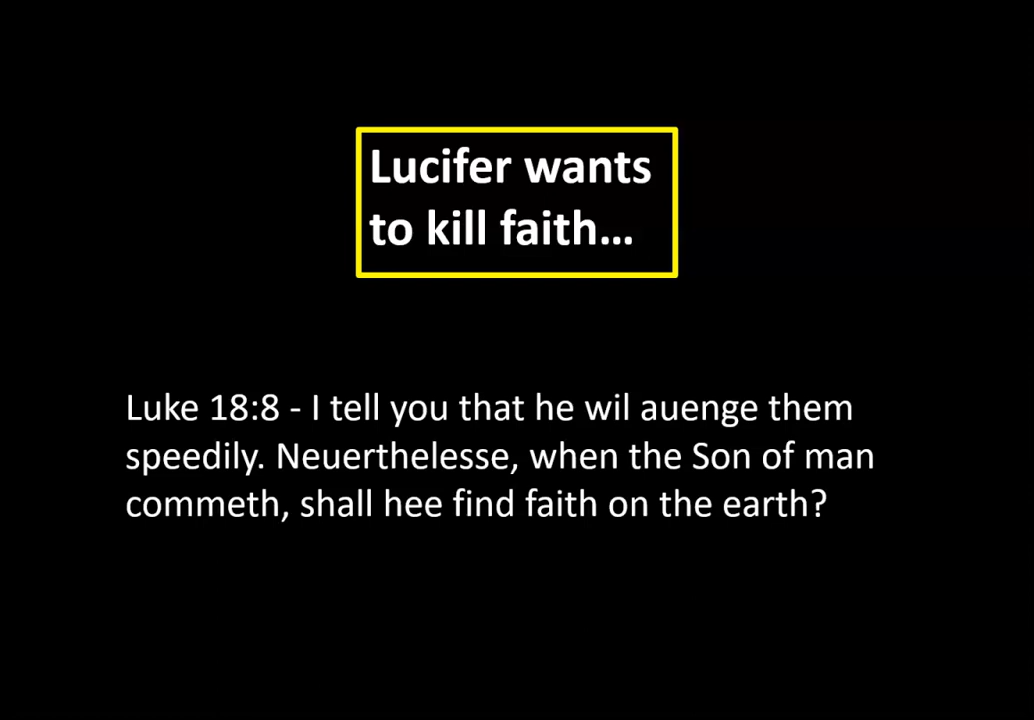 Lucifer wants
to kill faith...
Luke 18:8 - I tell you that he wil auenge them
speedily. Neuerthelesse, when the Son of man
commeth, shall hee find faith on the earth?